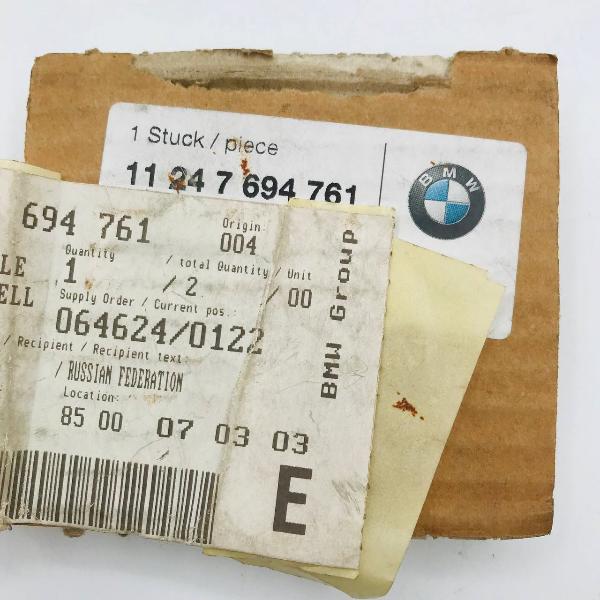 1 Stuck / piece
11 24 7 694 761
BMW
694 761
Origin:
004
Quantity / total Quantity / Unit
LE 1 / 2 / 00
ELL
Supply Order / Current pos.:
064624/0122
/ Recipient / Recipient text:
/ RUSSIAN FEDERATION
Location:
85 00 07 03 03
E
BMW Group